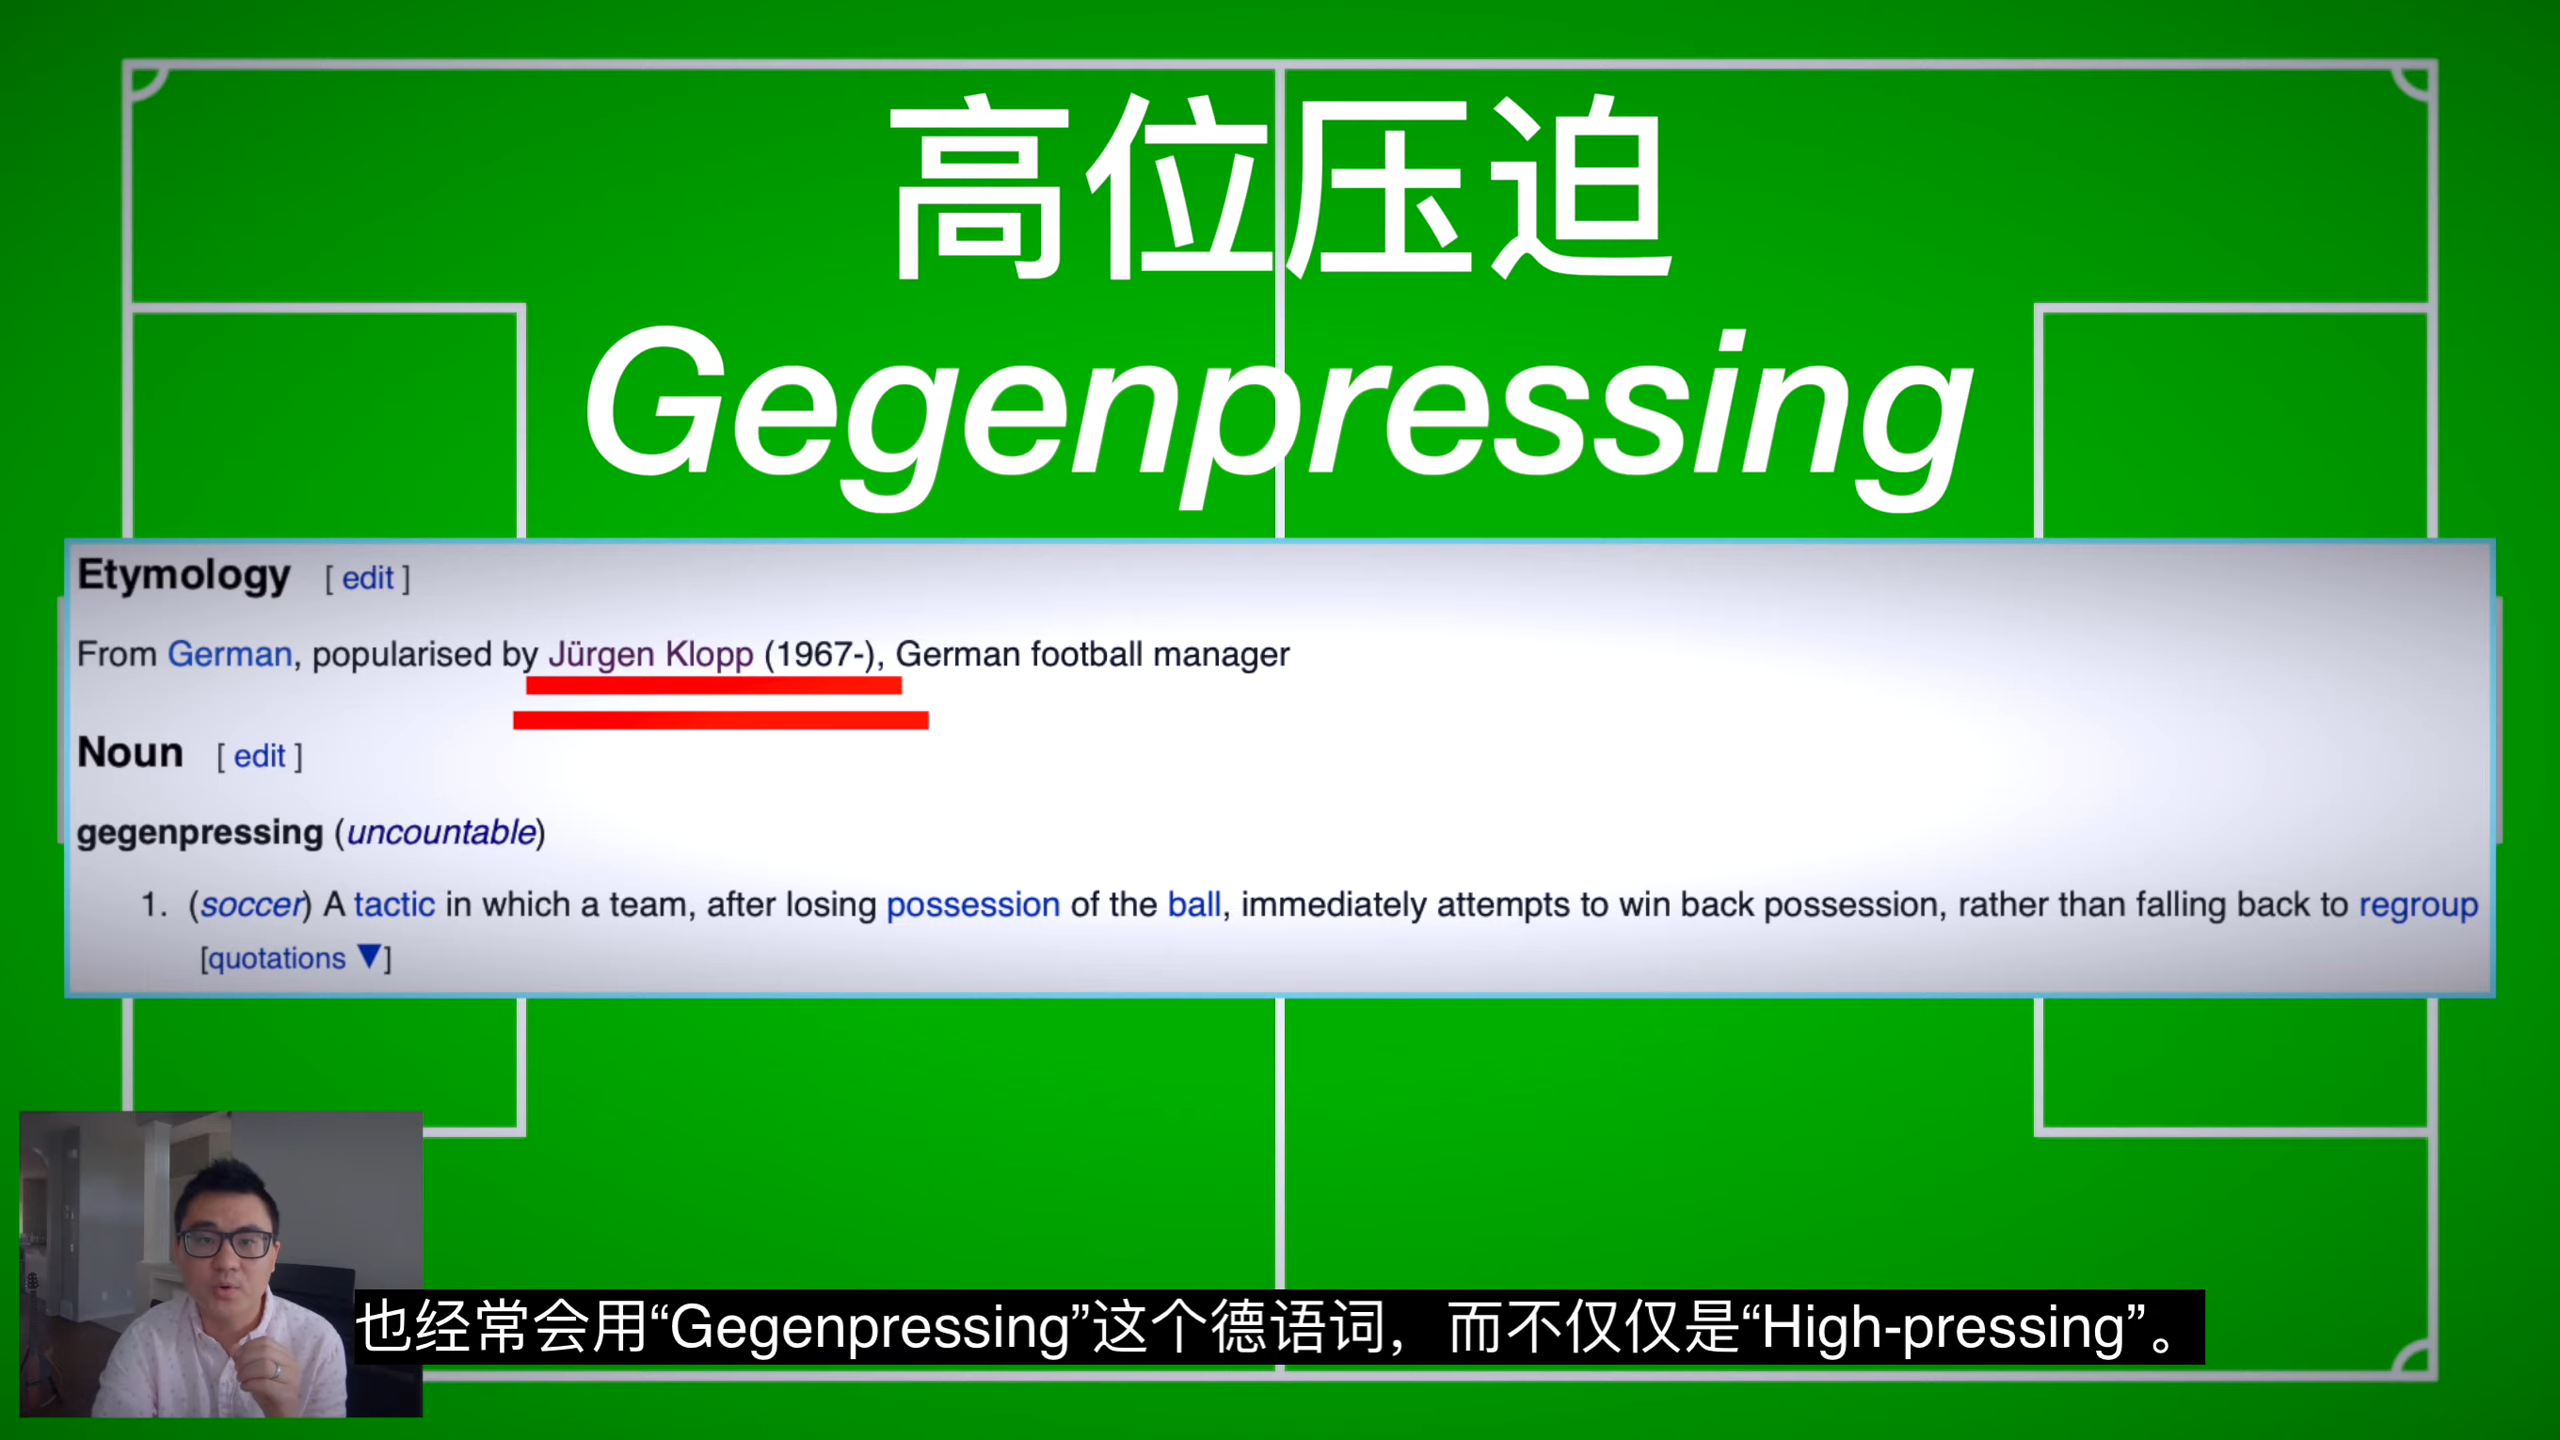 高位压迫
Gegenpressing
Etymology [ edit ]
From German, popularised by Jürgen Klopp (1967-), German football manager
Noun [ edit ]
gegenpressing (uncountable)
1. (soccer) A tactic in which a team, after losing possession of the ball, immediately attempts to win back possession, rather than falling back to regroup
[quotations ▼]
也经常会用“Gegenpressing”这个德语词，而不仅仅是“High-pressing”。